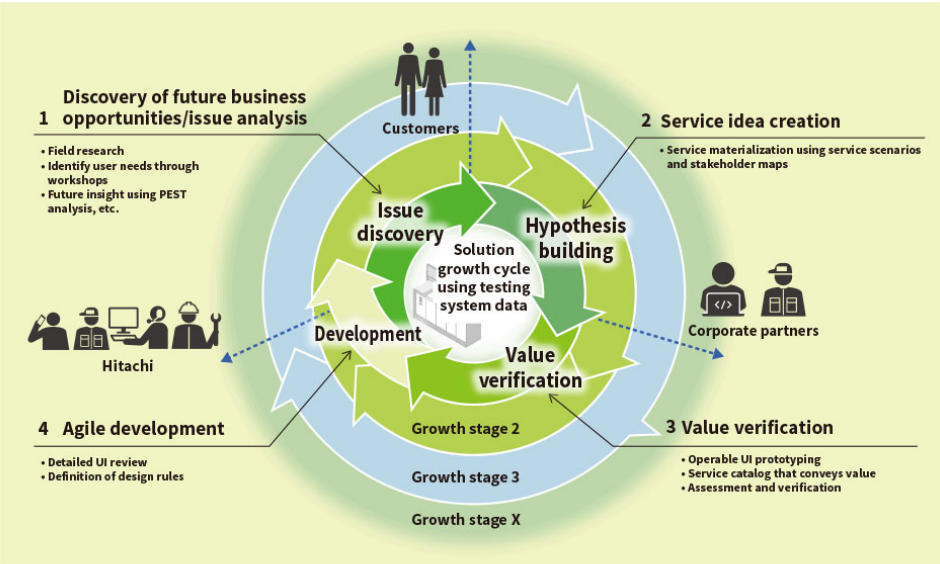 Discovery of future business
1 opportunities/issue analysis
• Field research
• Identify user needs through
workshops
• Future insight using PEST
analysis, etc.
Customers
2 Service idea creation
• Service materialization using service scenarios
and stakeholder maps
Issue
discovery
Hypothesis
building
Solution
growth cycle
using testing
system data
Development
Value
verification
Hitachi
</>
Corporate partners
4 Agile development
• Detailed UI review
• Definition of design rules
3 Value verification
• Operable UI prototyping
• Service catalog that conveys value
• Assessment and verification
Growth stage 2
Growth stage 3
Growth stage X